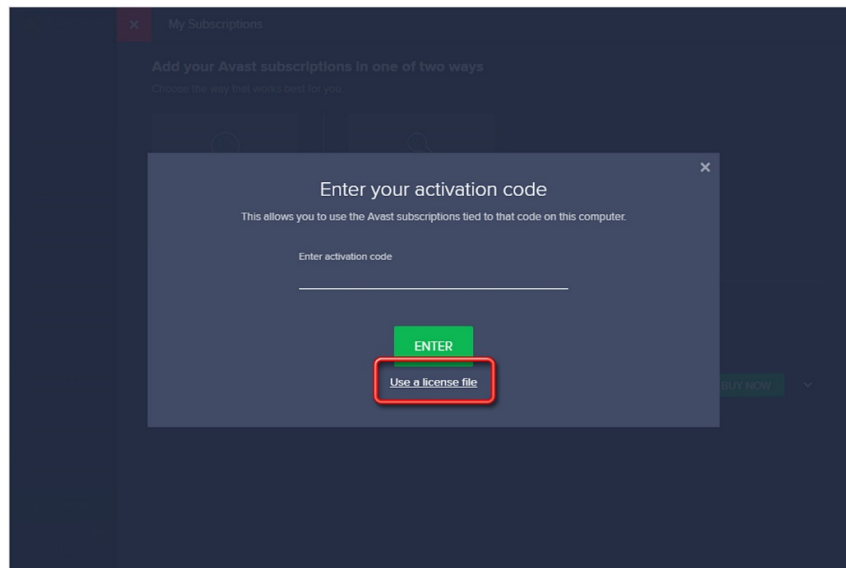 My Subscriptions
Add your Avast subscriptions in one of two ways
Choose the way that works best for you.
Enter your activation code
This allows you to use the Avast subscriptions tied to that code on this computer.
Enter activation code
ENTER
Use a license file
BUY NOW